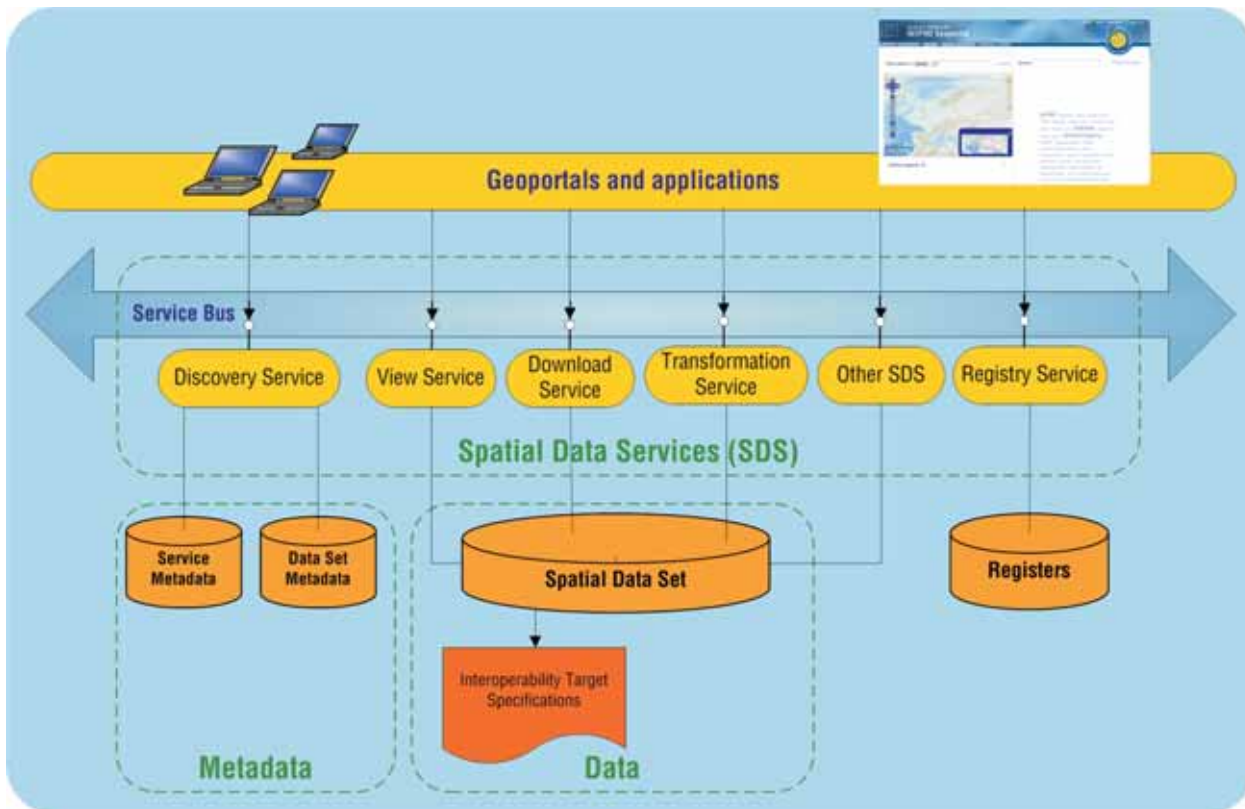 Geoportals and applications
Service Bus
Discovery Service
View Service
Download
Service
Transformation
Service
Other SDS
Registry Service
Spatial Data Services (SDS)
Service
Metadata
Data Set
Metadata
Spatial Data Set
Registers
Interoperability Target
Specifications
Metadata
Data